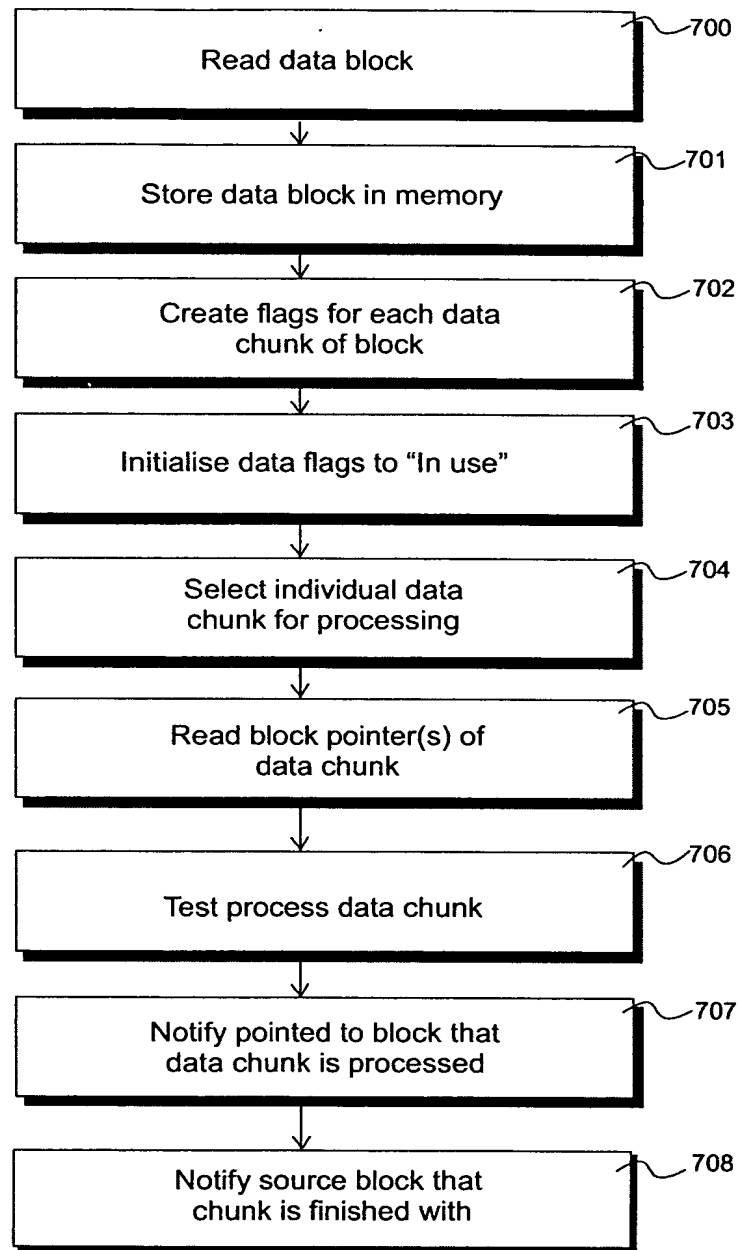 700
Read data block
701
Store data block in memory
702
Create flags for each data
chunk of block
703
Initialise data flags to “In use”
704
Select individual data
chunk for processing
705
Read block pointer(s) of
data chunk
706
Test process data chunk
707
Notify pointed to block that
data chunk is processed
708
Notify source block that
chunk is finished with